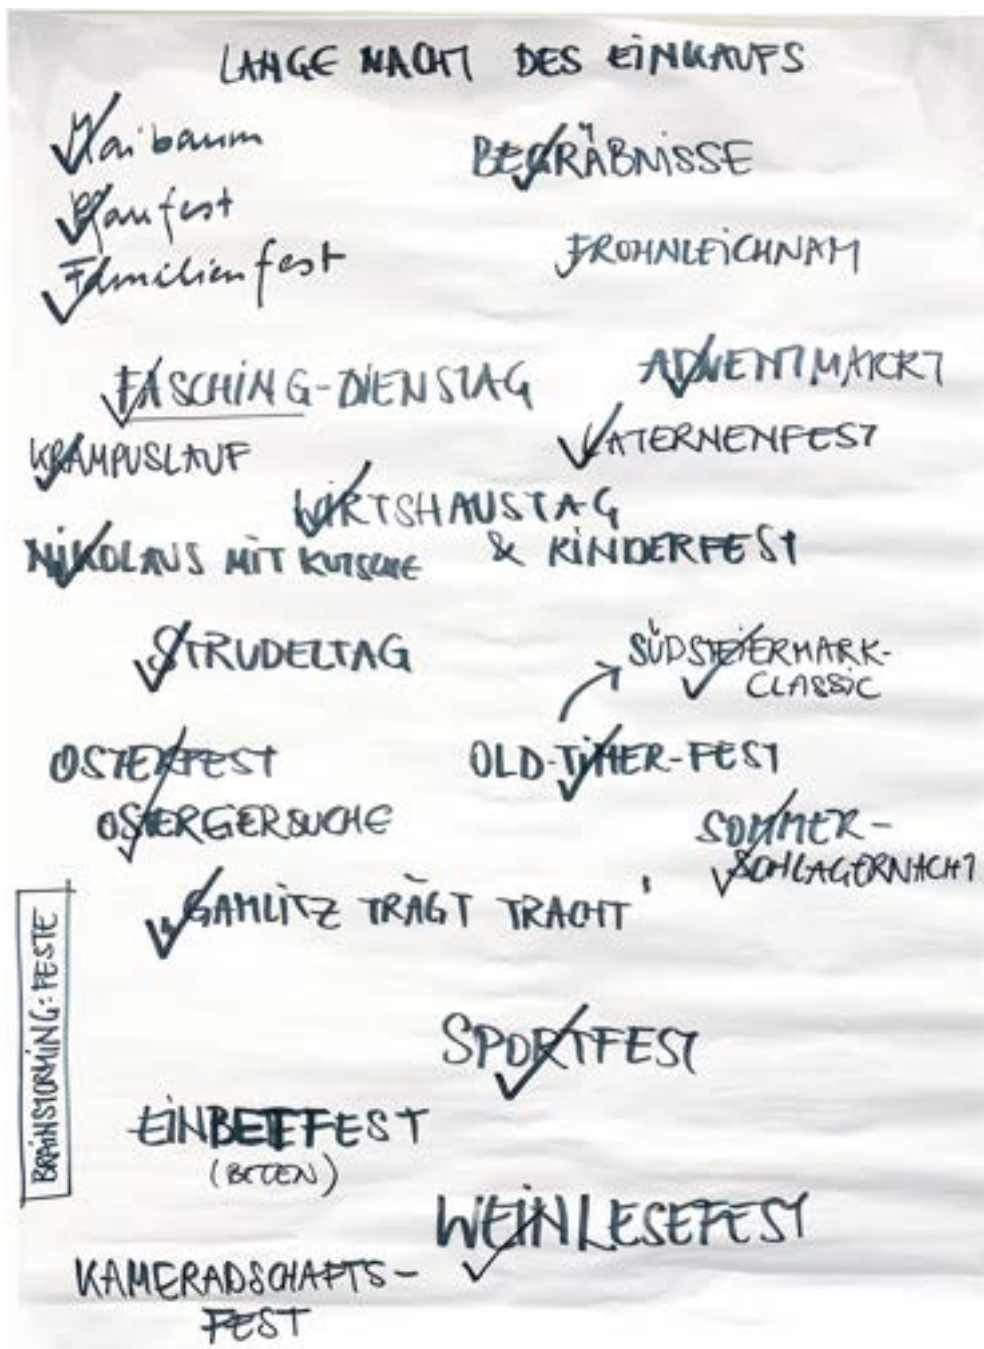 LANGE NACHT DES EINKAUFS
Maibaum
BEGRÄBNISSE
Familienfest
FROHNLEICHNAM
FASCHING-DIENSTAG
ADVENTMARKT
LATERNENFEST
KRAMPUSLAUF
WIRTSHAUSTAG
& KINDERFEST
NIKOLAUS MIT KUTSCHE
STRUDELTAG
SÜDSTEIERMARK-
CLASSIC
OSTERFEST
OLD-TIMER-FEST
OSTEREIERSUCHE
SOMMER-
SCHLAGERNACHT
"GAMLITZ TRÄGT TRACHT"
BRAINSTORMING: FESTE
SPORTFEST
EINBETTFEST
(BETEN)
WEINLESEFEST
KAMERADSCHAFTS-
FEST